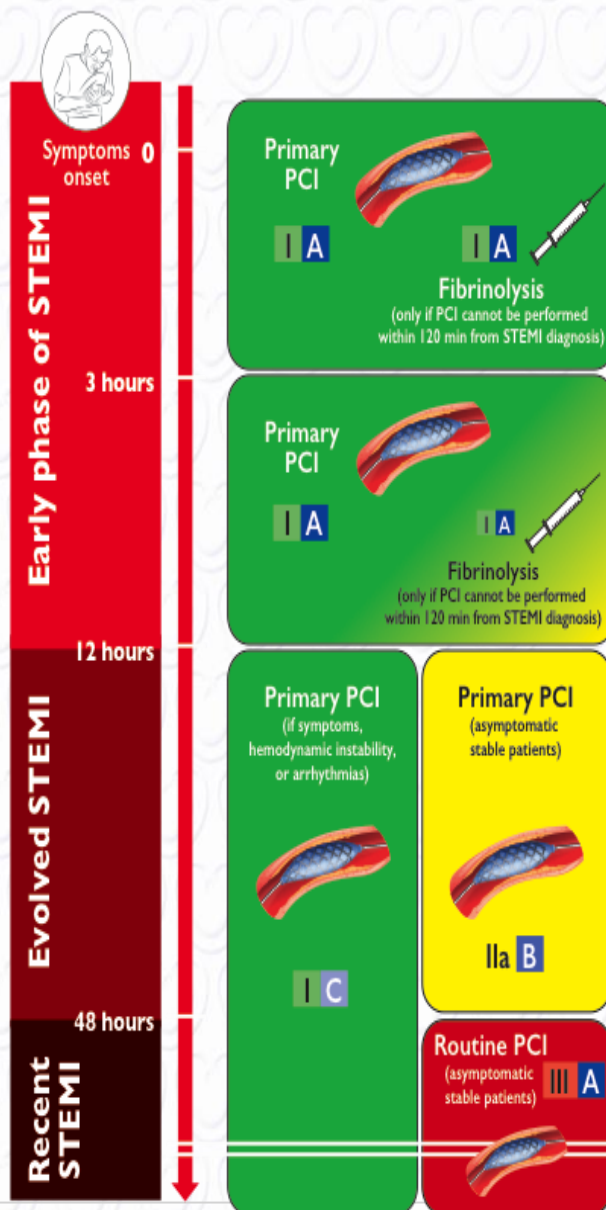 Symptoms 0
onset
Early phase of STEMI
3 hours
12 hours
Evolved STEMI
48 hours
Recent
STEMI
Primary
PCI
I A
I A
Fibrinolysis
(only if PCI cannot be performed
within 120 min from STEMI diagnosis)
Primary
PCI
I A
I A
Fibrinolysis
(only if PCI cannot be performed
within 120 min from STEMI diagnosis)
Primary PCI
(if symptoms,
hemodynamic instability,
or arrhythmias)
I C
Primary PCI
(asymptomatic
stable patients)
IIa B
Routine PCI
(asymptomatic
stable patients)
III A